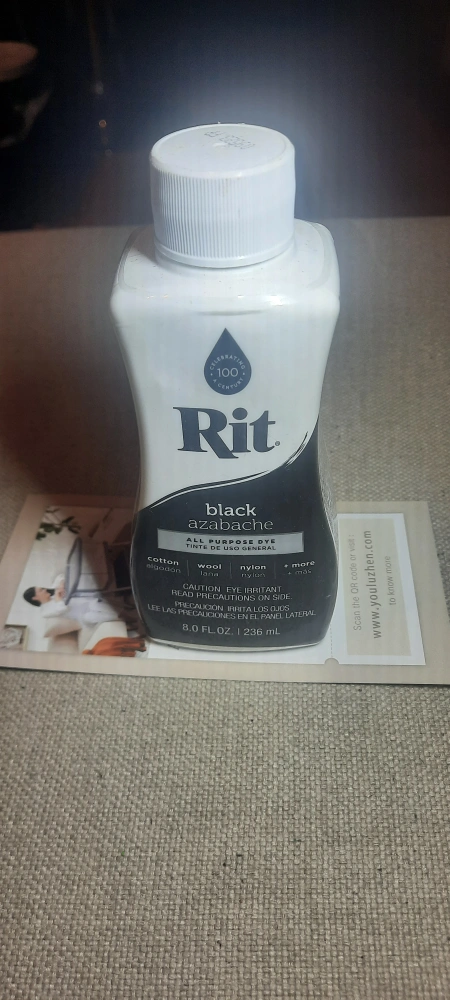 CELEBRATING
100
A CENTURY
Rit®
black
azabache
ALL PURPOSE DYE
TINTE DE USO GENERAL
cotton wool nylon + more
algodón lana nylon + más
CAUTION EYE IRRITANT
READ PRECAUTIONS ON SIDE.
PRECAUCION IRRITA LOS OJOS
LEE LAS PRECAUCIONES EN EL PANEL LATERAL
8.0 FL.OZ. | 236 mL
Scan the QR code or visit :
www.youluzhen.com
to know more